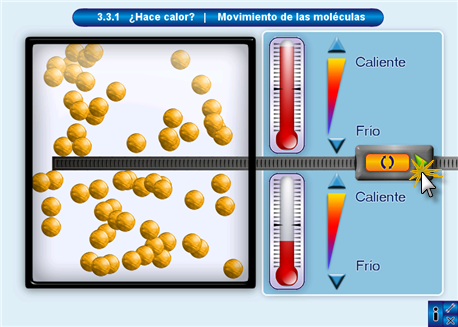 3.3.1 ¿Hace calor? | Movimiento de las moléculas
Caliente
Frio
Caliente
Frio
i